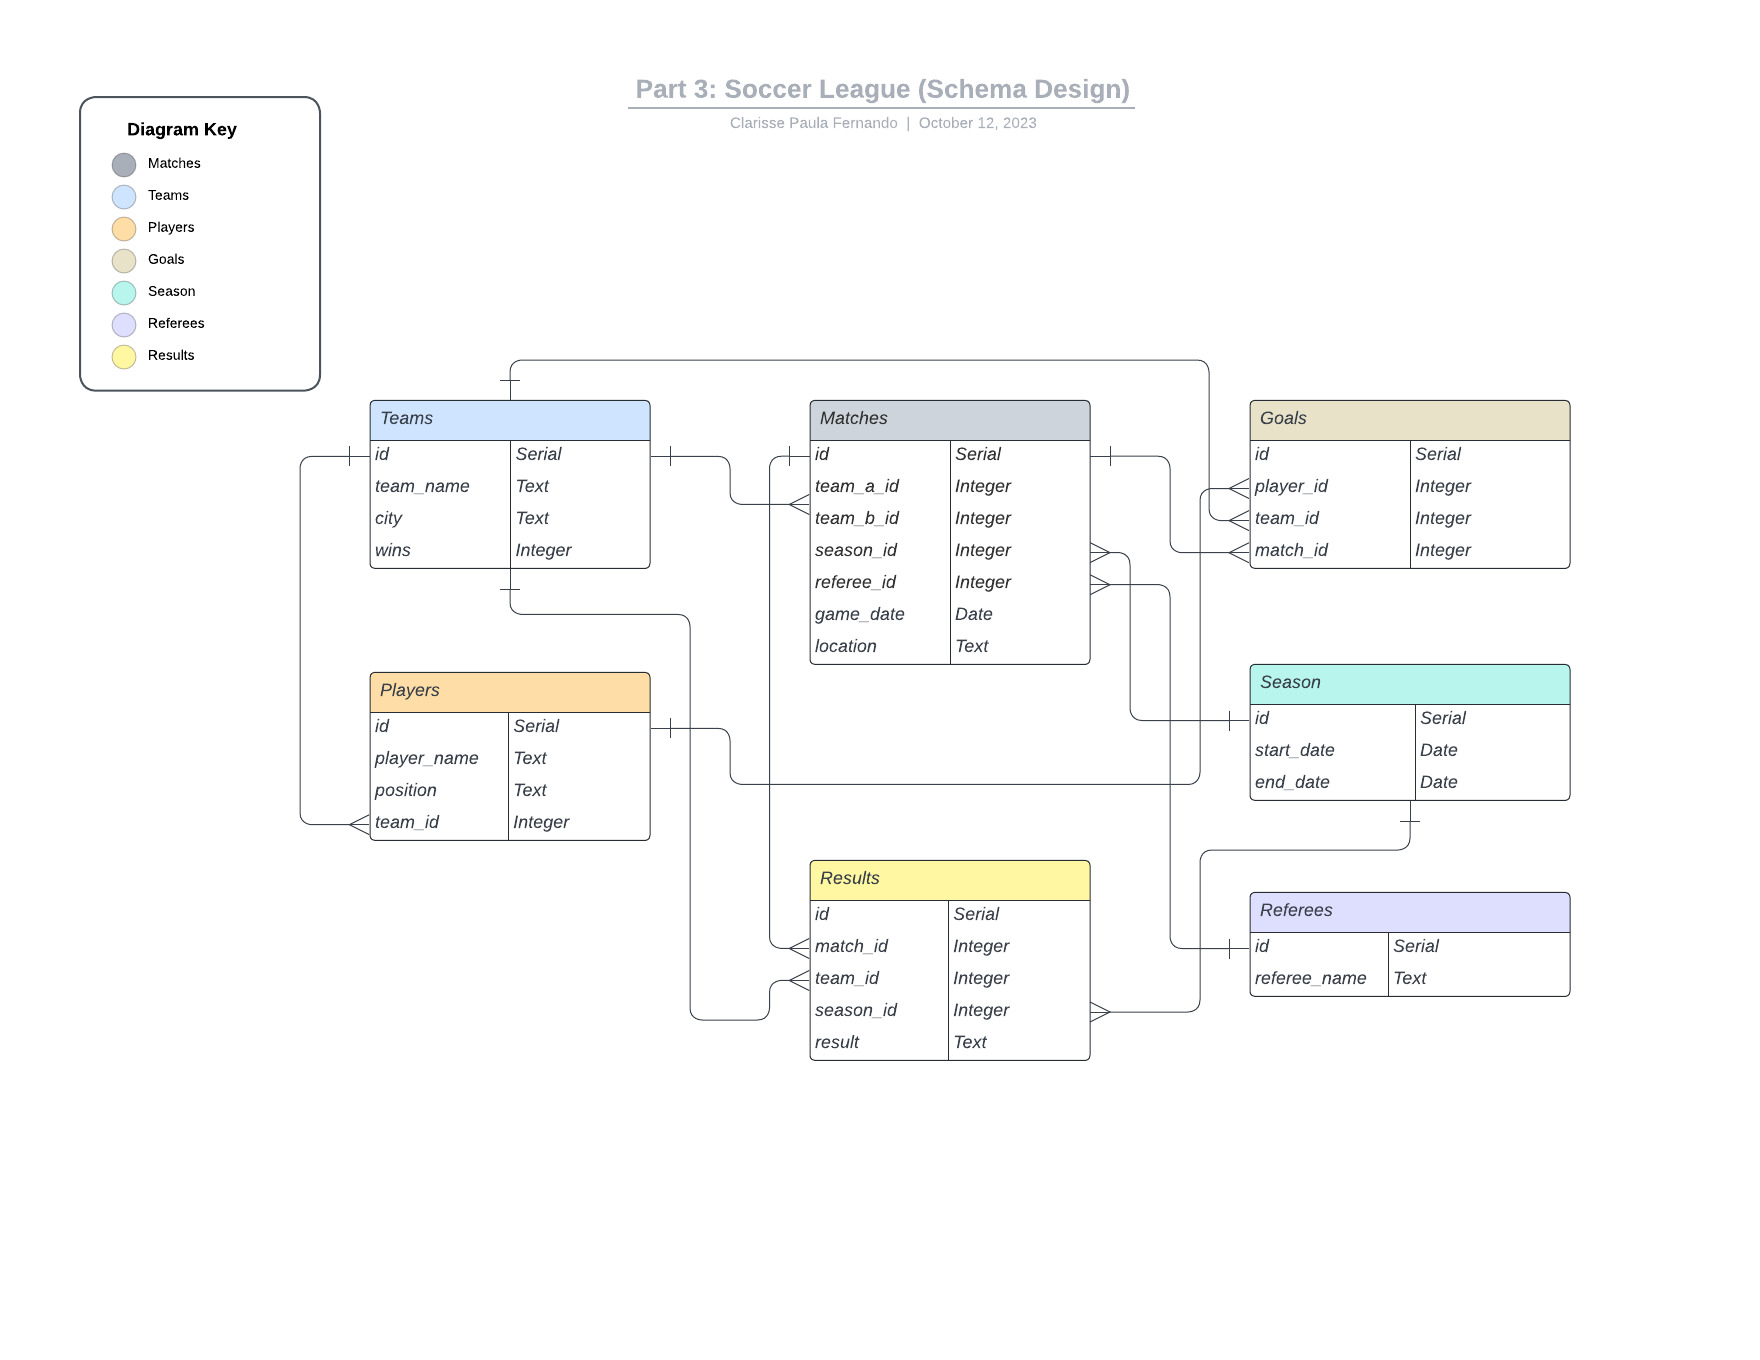 Part 3: Soccer League (Schema Design)
Clarisse Paula Fernando | October 12, 2023
Diagram Key
Matches
Teams
Players
Goals
Season
Referees
Results
Teams
id Serial
team_name Text
city Text
wins Integer
Matches
id Serial
team_a_id Integer
team_b_id Integer
season_id Integer
referee_id Integer
game_date Date
location Text
Goals
id Serial
player_id Integer
team_id Integer
match_id Integer
Players
id Serial
player_name Text
position Text
team_id Integer
Season
id Serial
start_date Date
end_date Date
Results
id Serial
match_id Integer
team_id Integer
season_id Integer
result Text
Referees
id Serial
referee_name Text